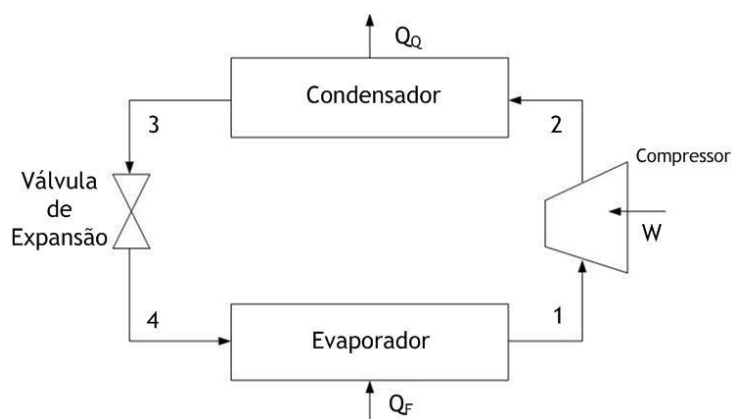 Q_Q
Condensador
3
2
Compressor
Válvula
de
Expansão
W
4
Evaporador
1
Q_F